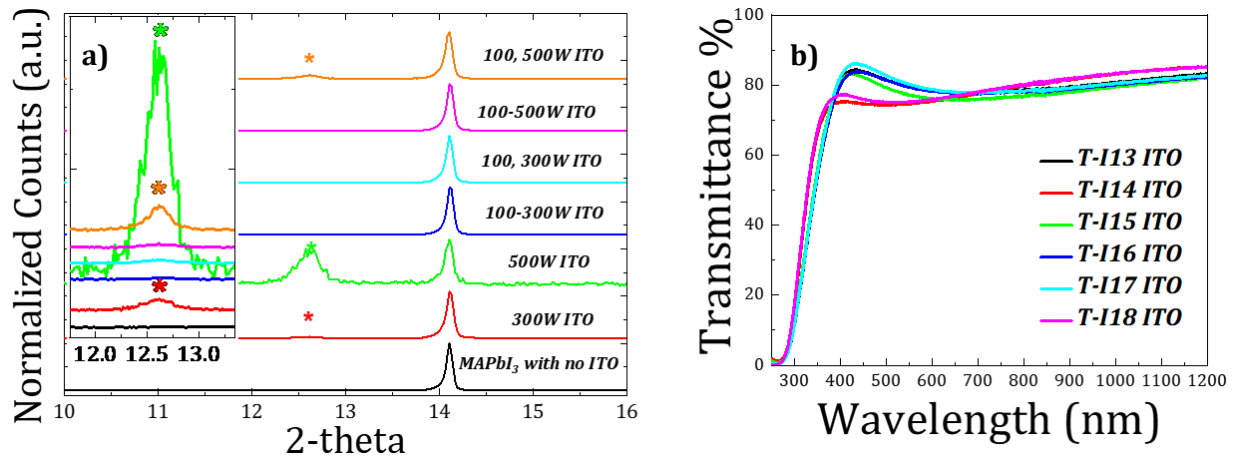 a)
Normalized Counts (a.u.)
*
*
*
*
*
*
100, 500W ITO
100-500W ITO
100, 300W ITO
100-300W ITO
500W ITO
300W ITO
MAPbI₃ with no ITO
12.0 12.5 13.0
10 11 12 13 14 15 16
2-theta
b)
Transmittance %
100
80
60
40
20
0
T-I13 ITO
T-I14 ITO
T-I15 ITO
T-I16 ITO
T-I17 ITO
T-I18 ITO
300 400 500 600 700 800 900 1000 1100 1200
Wavelength (nm)